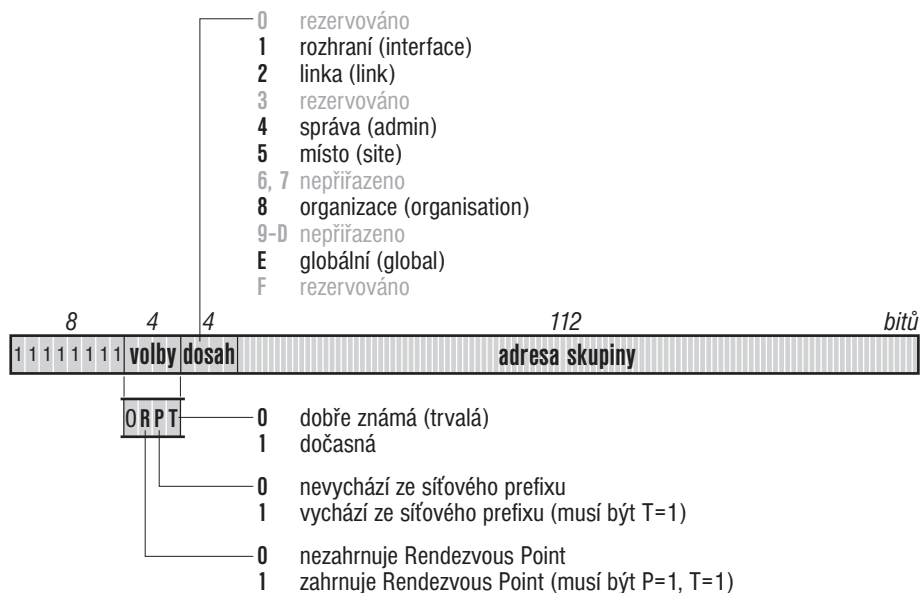 0 rezervováno
1 rozhraní (interface)
2 linka (link)
3 rezervováno
4 správa (admin)
5 místo (site)
6, 7 nepřiřazeno
8 organizace (organisation)
9-D nepřiřazeno
E globální (global)
F rezervováno
8 4 4 112 bitů
1 1 1 1 1 1 1 1 volby dosah adresa skupiny
0 R P T
0 dobře známá (trvalá)
1 dočasná
0 nevychází ze síťového prefixu
1 vychází ze síťového prefixu (musí být T=1)
0 nezahrnuje Rendezvous Point
1 zahrnuje Rendezvous Point (musí být P=1, T=1)